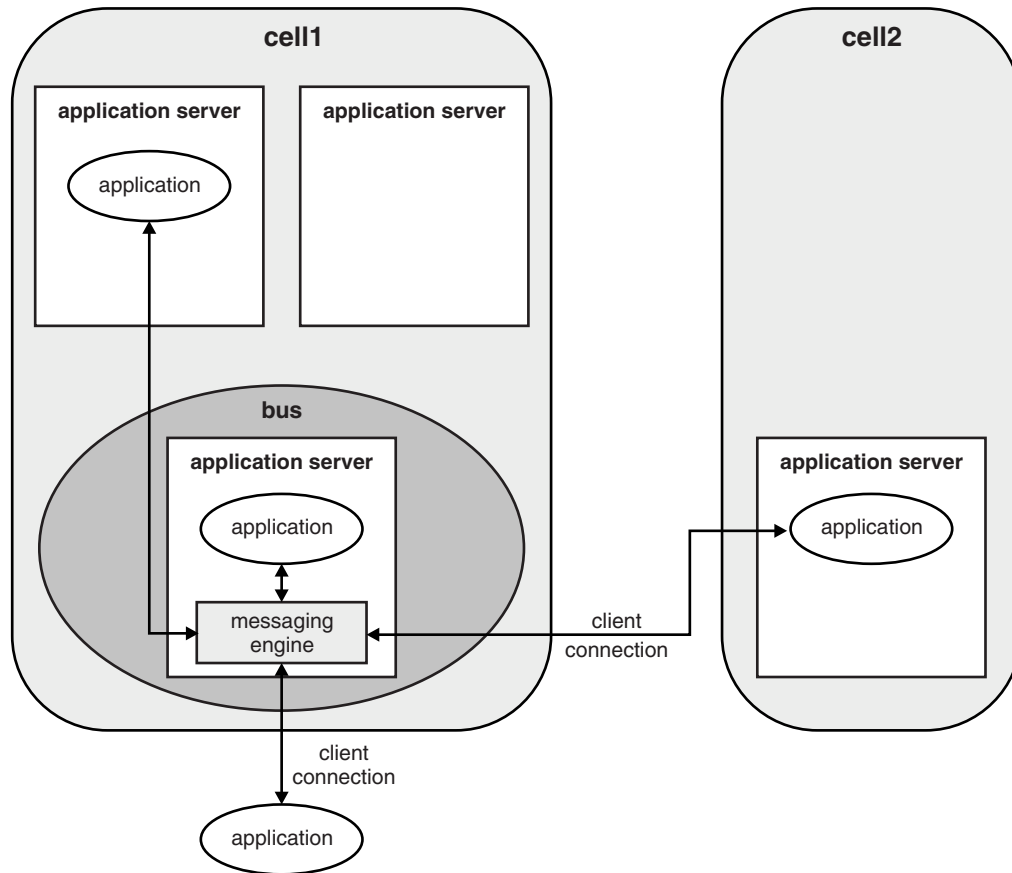 cell1
cell2
application server
application server
application
bus
application server
application
messaging
engine
application server
application
client
connection
client
connection
application